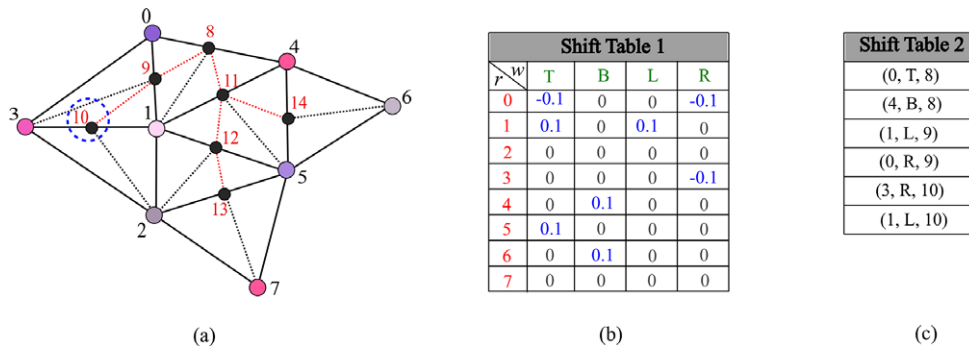 0
8
4
9
11
3
10
1
14
6
12
5
2
13
7
(a)
Shift Table 1
r w T B L R
0 -0.1 0 0 -0.1
1 0.1 0 0.1 0
2 0 0 0 0
3 0 0 0 -0.1
4 0 0.1 0 0
5 0.1 0 0 0
6 0 0.1 0 0
7 0 0 0 0
(b)
Shift Table 2
(0, T, 8)
(4, B, 8)
(1, L, 9)
(0, R, 9)
(3, R, 10)
(1, L, 10)
(c)